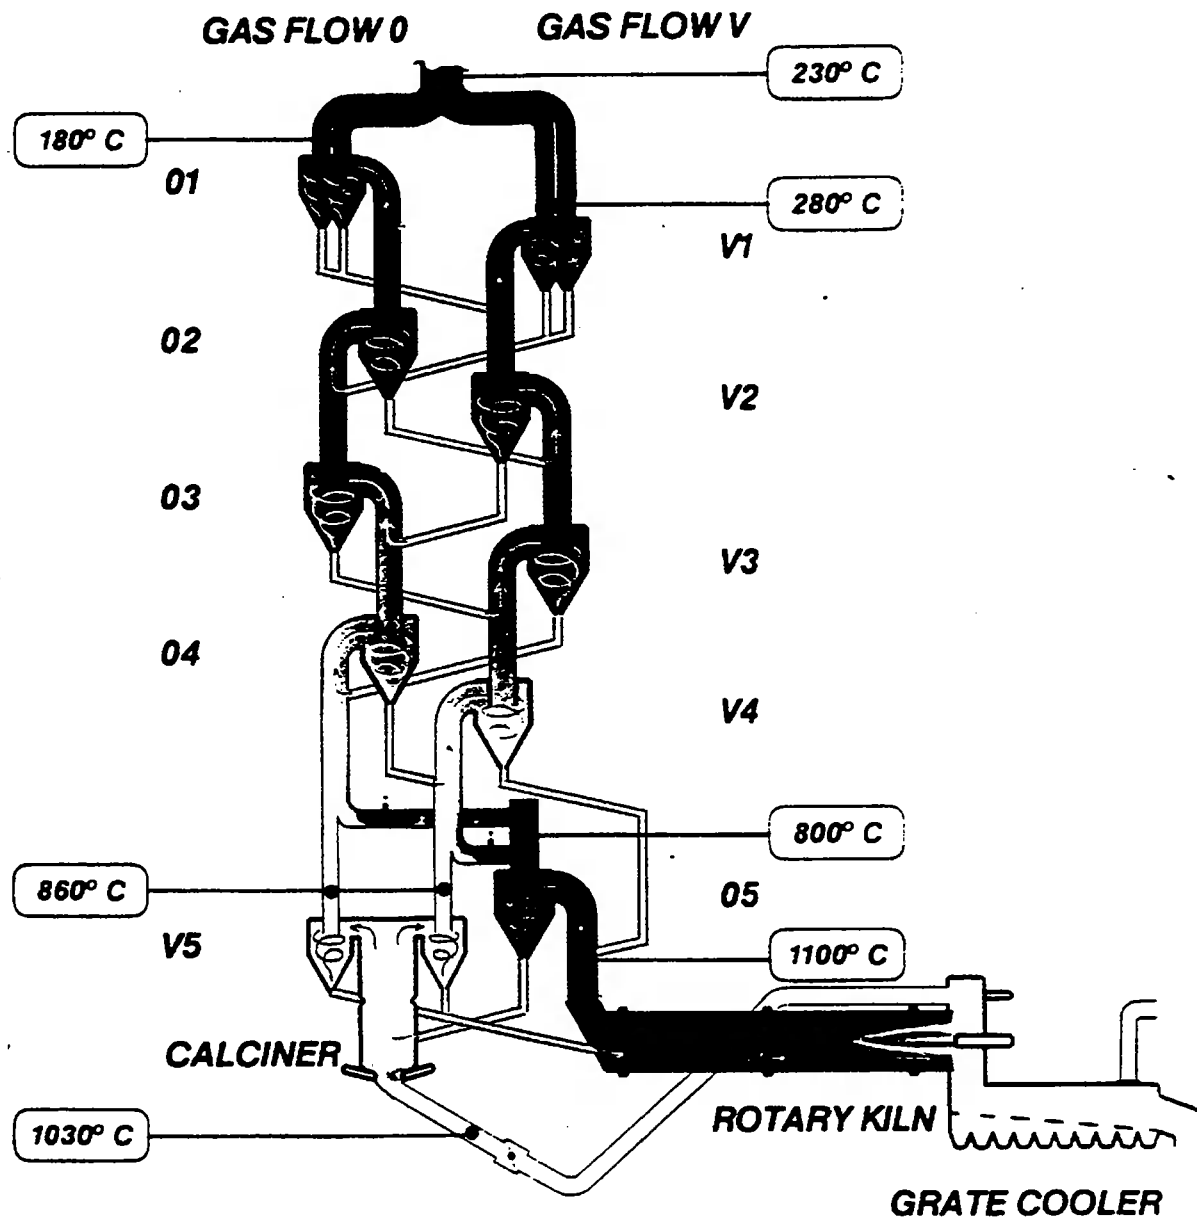 GAS FLOW 0
GAS FLOW V
230° C
180° C
01
280° C
V1
02
V2
03
V3
04
V4
800° C
860° C
05
V5
1100° C
CALCINER
ROTARY KILN
1030° C
GRATE COOLER